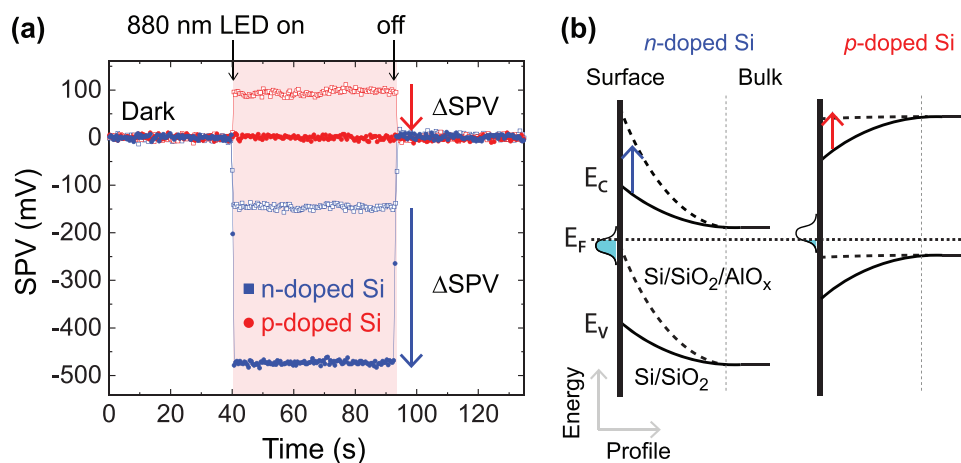 (a)
880 nm LED on
off
Dark
ΔSPV
ΔSPV
n-doped Si
p-doped Si
SPV (mV)
100
0
-100
-200
-300
-400
-500
0 20 40 60 80 100 120
Time (s)
(b)
n-doped Si
p-doped Si
Surface
Bulk
E_C
E_F
Si/SiO₂/AlOₓ
E_V
Si/SiO₂
Energy
Profile